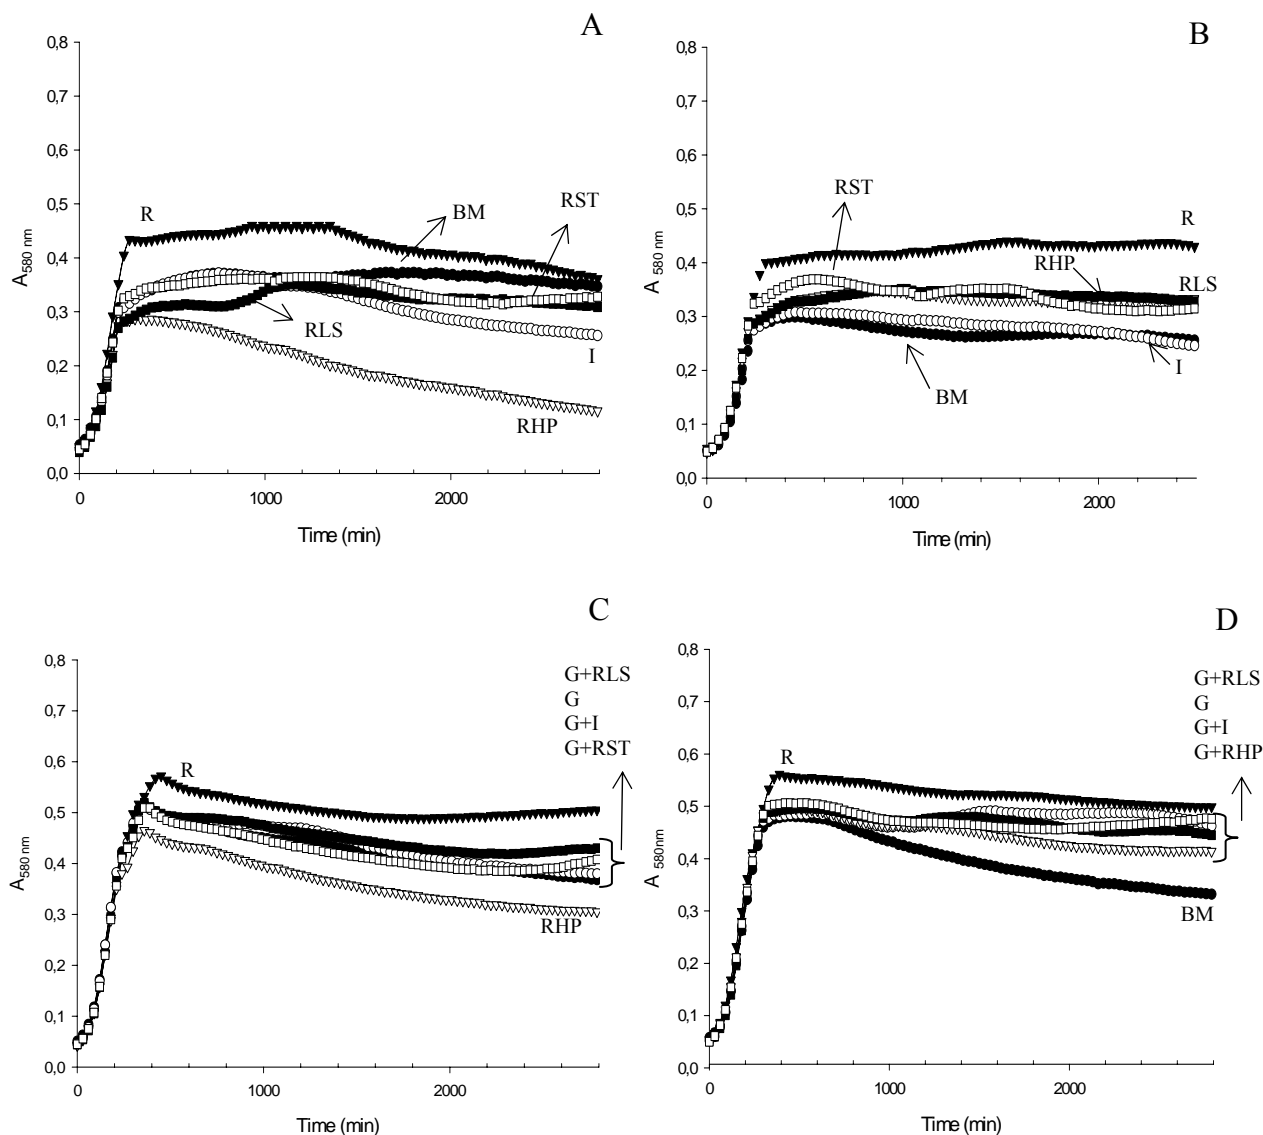 A
0,8
0,7
0,6
0,5
0,4
0,3
0,2
0,1
0,0
A580 nm
R
BM
RST
RLS
I
RHP
0 1000 2000
Time (min)
B
0,8
0,7
0,6
0,5
0,4
0,3
0,2
0,1
0,0
A 580 nm
RST
R
RHP
RLS
I
BM
0 1000 2000
Time (min)
C
0,8
0,7
0,6
0,5
0,4
0,3
0,2
0,1
0,0
A580 nm
G+RLS
G
G+I
G+RST
R
RHP
0 1000 2000
Time (min)
D
0,8
0,7
0,6
0,5
0,4
0,3
0,2
0,1
0,0
A 580nm
G+RLS
G
G+I
G+RHP
R
BM
0 1000 2000
Time (min)